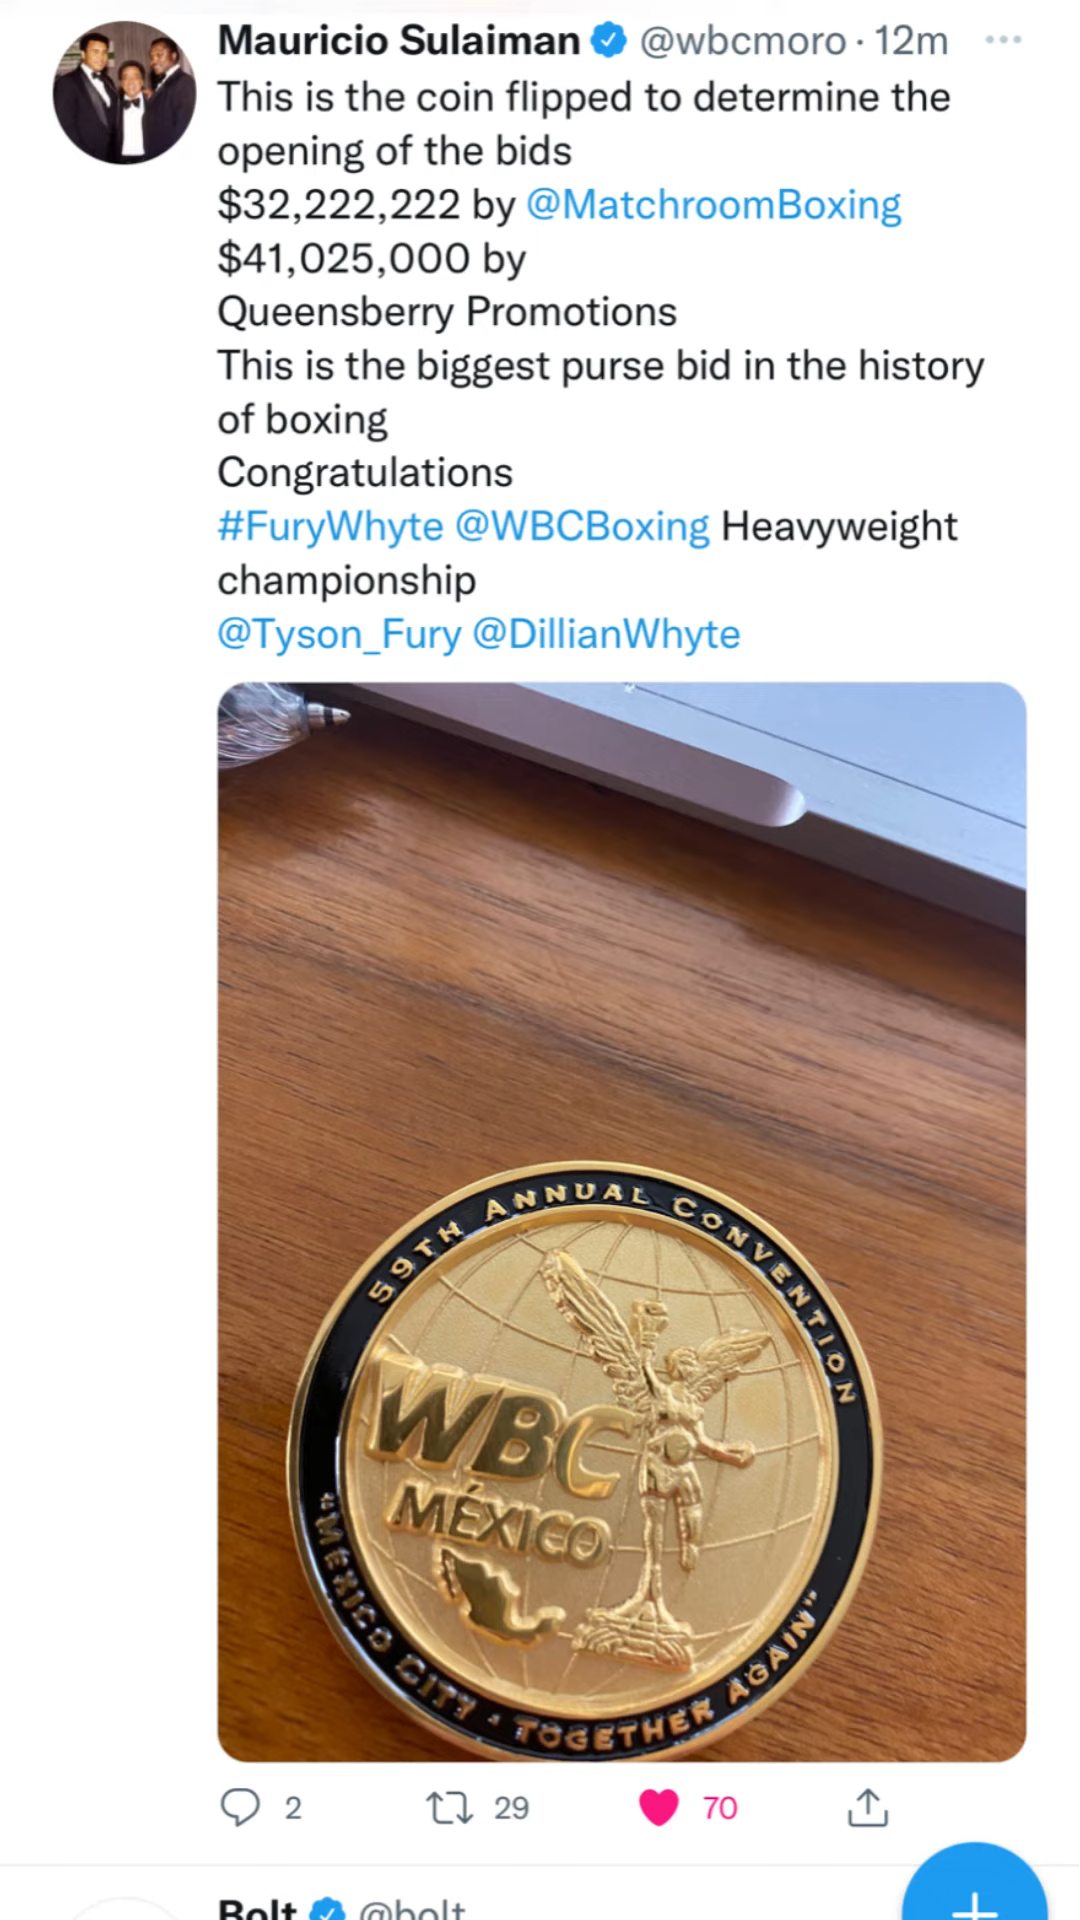 Mauricio Sulaiman @wbcmoro · 12m
This is the coin flipped to determine the
opening of the bids
$32,222,222 by @MatchroomBoxing
$41,025,000 by
Queensberry Promotions
This is the biggest purse bid in the history
of boxing
Congratulations
#FuryWhyte @WBCBoxing Heavyweight
championship
@Tyson_Fury @DillianWhyte
59TH ANNUAL CONVENTION
WBC
MÉXICO
"MÉXICO CITY · TOGETHER AGAIN"
2 29 70
Bolt @bolt